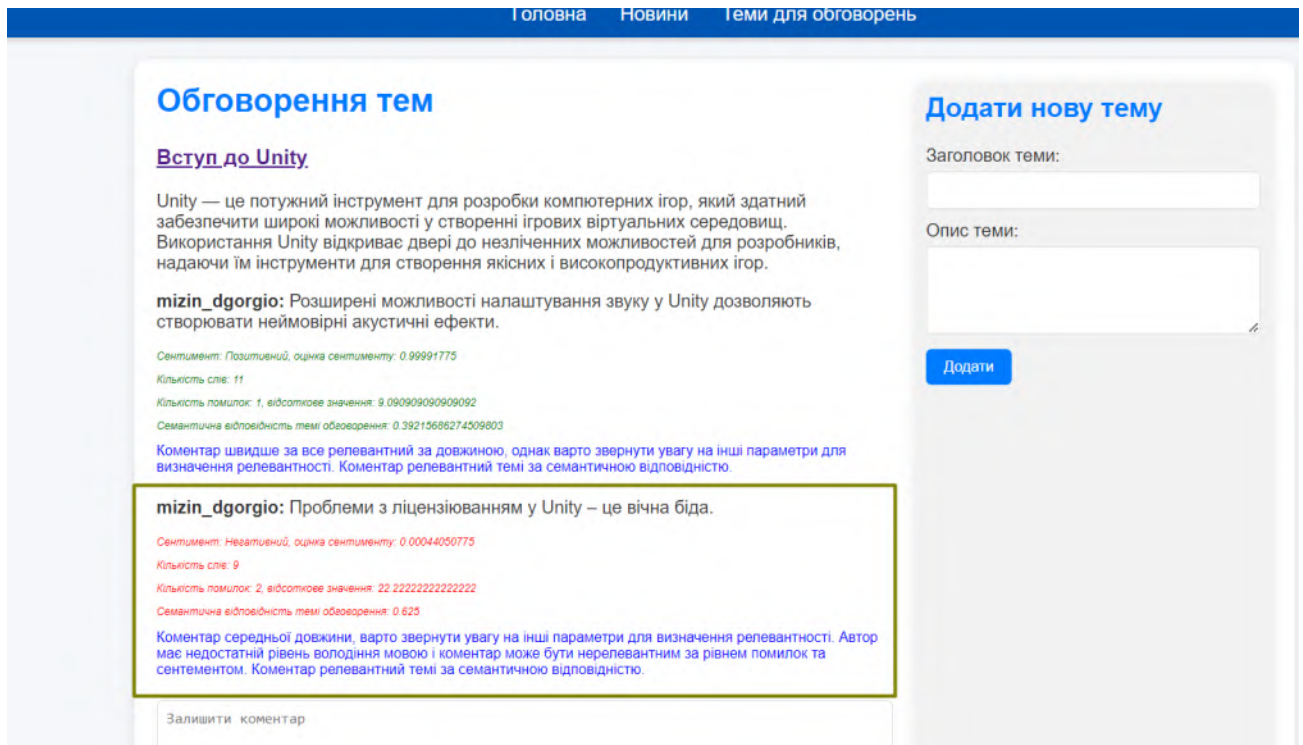 Головна Новини Теми для обговорень
Обговорення тем
Вступ до Unity
Unity — це потужний інструмент для розробки компютерних ігор, який здатний
забезпечити широкі можливості у створенні ігрових віртуальних середовищ.
Використання Unity відкриває двері до незліченних можливостей для розробників,
надаючи їм інструменти для створення якісних і високопродуктивних ігор.
mizin_dgorgio: Розширені можливості налаштування звуку у Unity дозволяють
створювати неймовірні акустичні ефекти.
Сентимент: Позитивний, оцінка сентименту: 0.99991775
Кількість слів: 11
Кількість помилок: 1, відсоткове значення: 9.090909090909092
Семантична відповідність темі обговорення: 0.39215686274509803
Коментар швидше за все релевантний за довжиною, однак варто звернути увагу на інші параметри для
визначення релевантності. Коментар релевантний темі за семантичною відповідністю.
mizin_dgorgio: Проблеми з ліцензіюванням у Unity – це вічна біда.
Сентимент: Негативний, оцінка сентименту: 0.00044050775
Кількість слів: 9
Кількість помилок: 2, відсоткове значення: 22.22222222222222
Семантична відповідність темі обговорення: 0.625
Коментар середньої довжини, варто звернути увагу на інші параметри для визначення релевантності. Автор
має недостатній рівень володіння мовою і коментар може бути нерелевантним за рівнем помилок та
сентементом. Коментар релевантний темі за семантичною відповідністю.
Залишити коментар
Додати нову тему
Заголовок теми:
Опис теми:
Додати